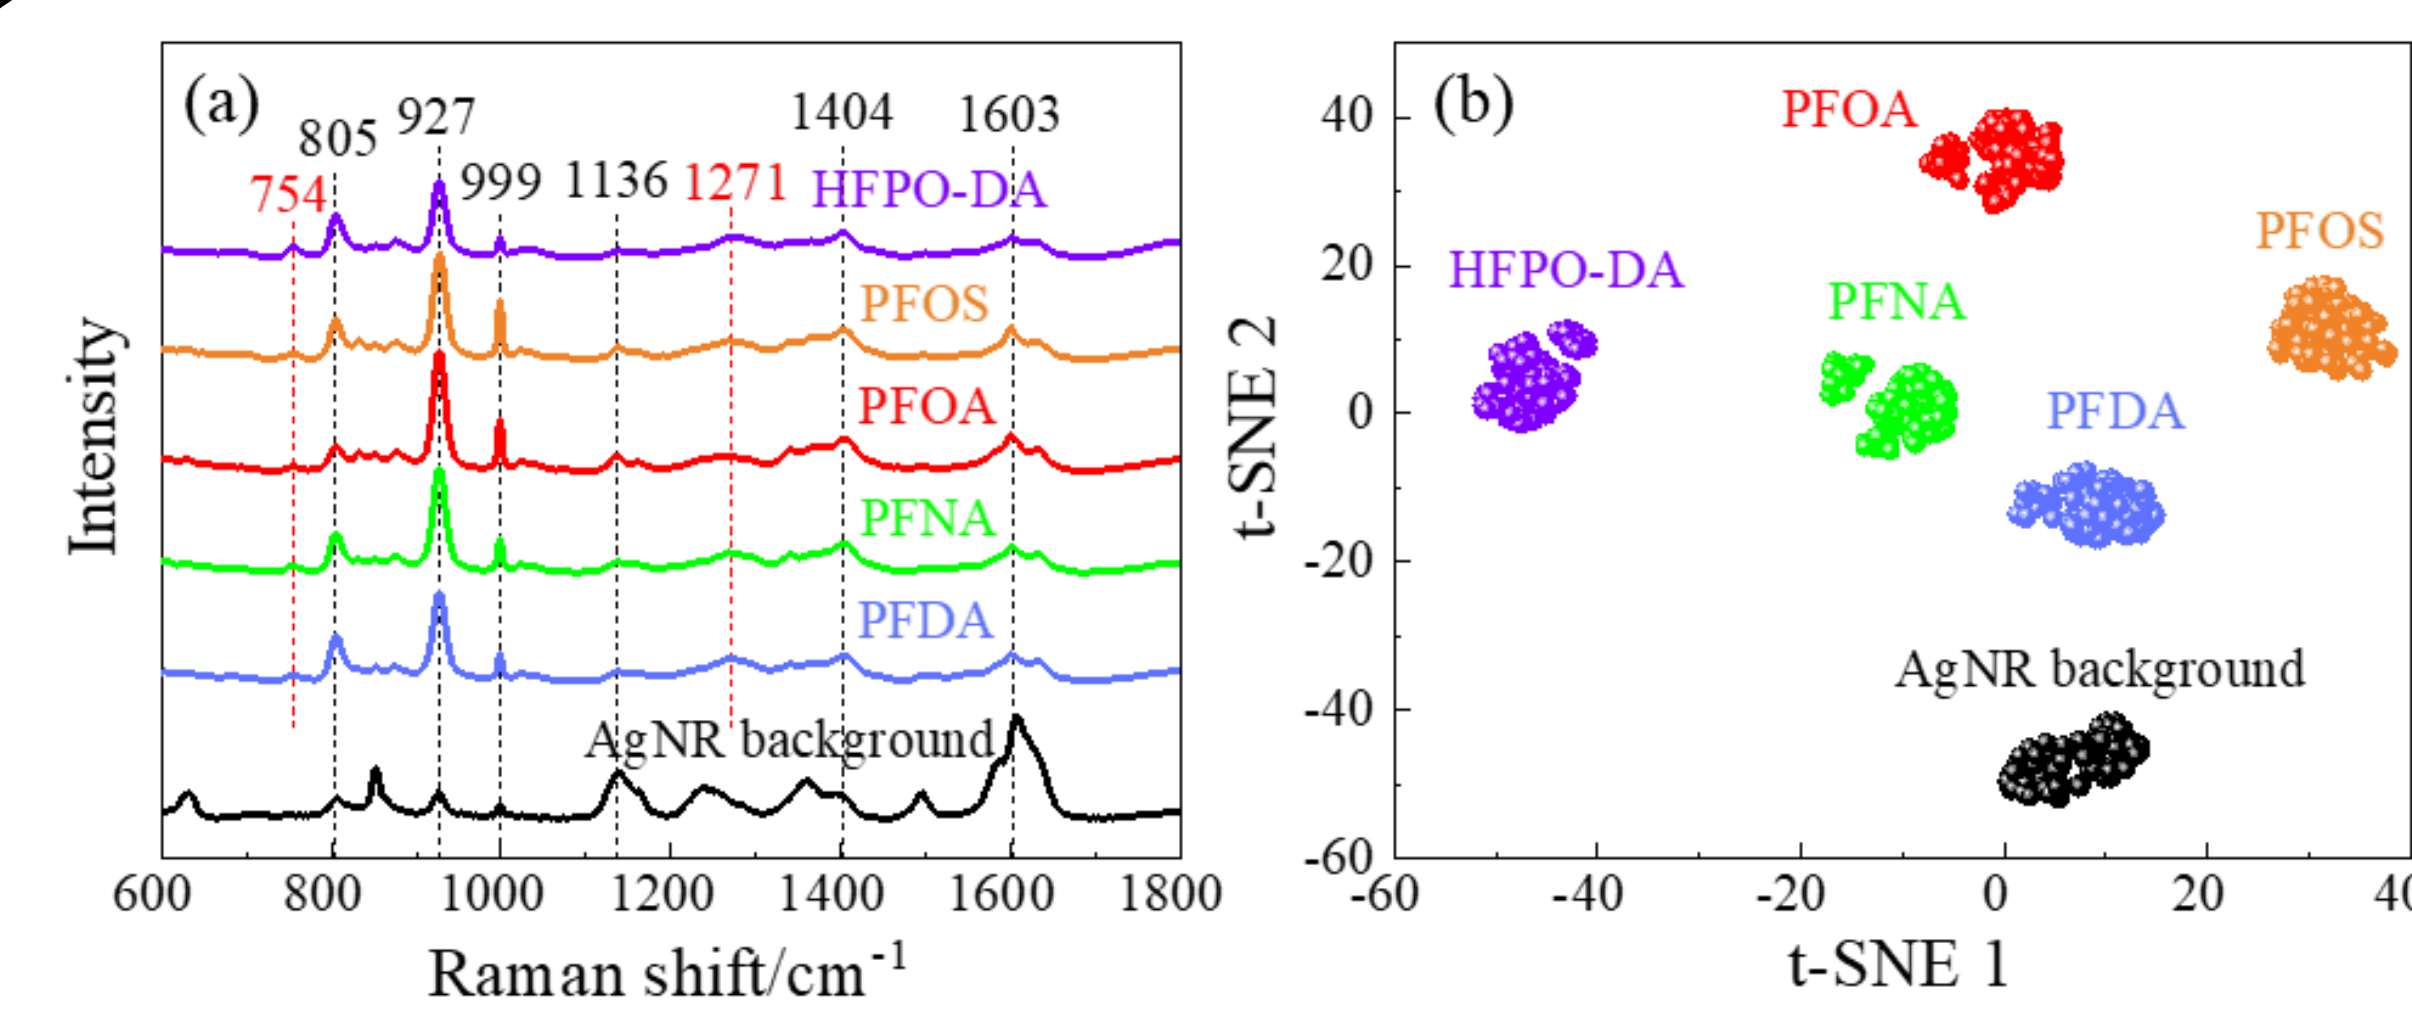 (a)
754
805
927
999
1136
1271
1404
1603
HFPO-DA
PFOS
PFOA
PFNA
PFDA
AgNR background
Intensity
600 800 1000 1200 1400 1600 1800
Raman shift/cm⁻¹
(b)
PFOA
PFOS
HFPO-DA
PFNA
PFDA
AgNR background
t-SNE 2
40
20
0
-20
-40
-60
-60 -40 -20 0 20
t-SNE 1